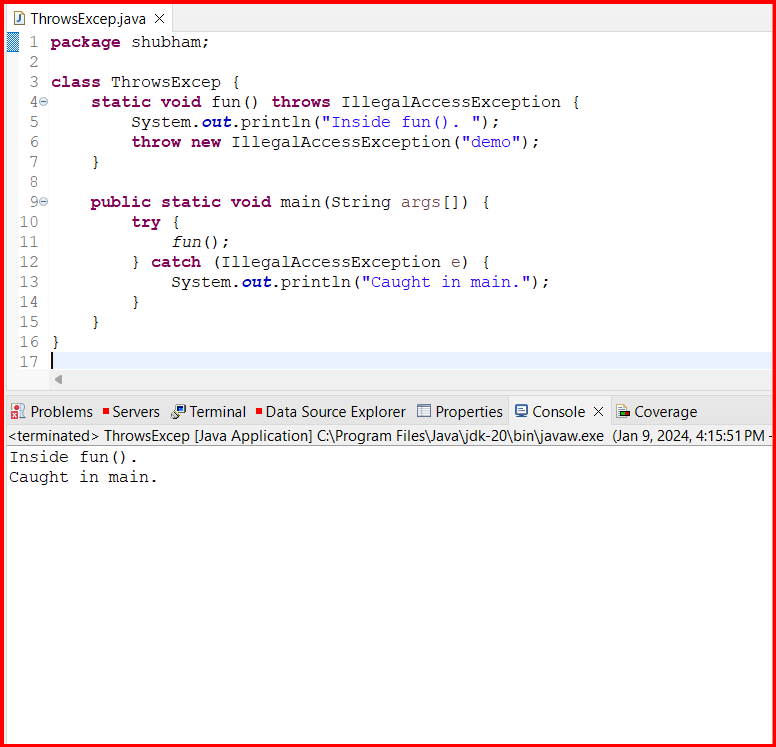 ThrowsExcep.java
1 package shubham;
2
3 class ThrowsExcep {
4 static void fun() throws IllegalAccessException {
5 System.out.println("Inside fun(). ");
6 throw new IllegalAccessException("demo");
7 }
8
9 public static void main(String args[]) {
10 try {
11 fun();
12 } catch (IllegalAccessException e) {
13 System.out.println("Caught in main.");
14 }
15 }
16 }
17
Problems Servers Terminal Data Source Explorer Properties Console Coverage
<terminated> ThrowsExcep [Java Application] C:\Program Files\Java\jdk-20\bin\javaw.exe (Jan 9, 2024, 4:15:51 PM -
Inside fun().
Caught in main.